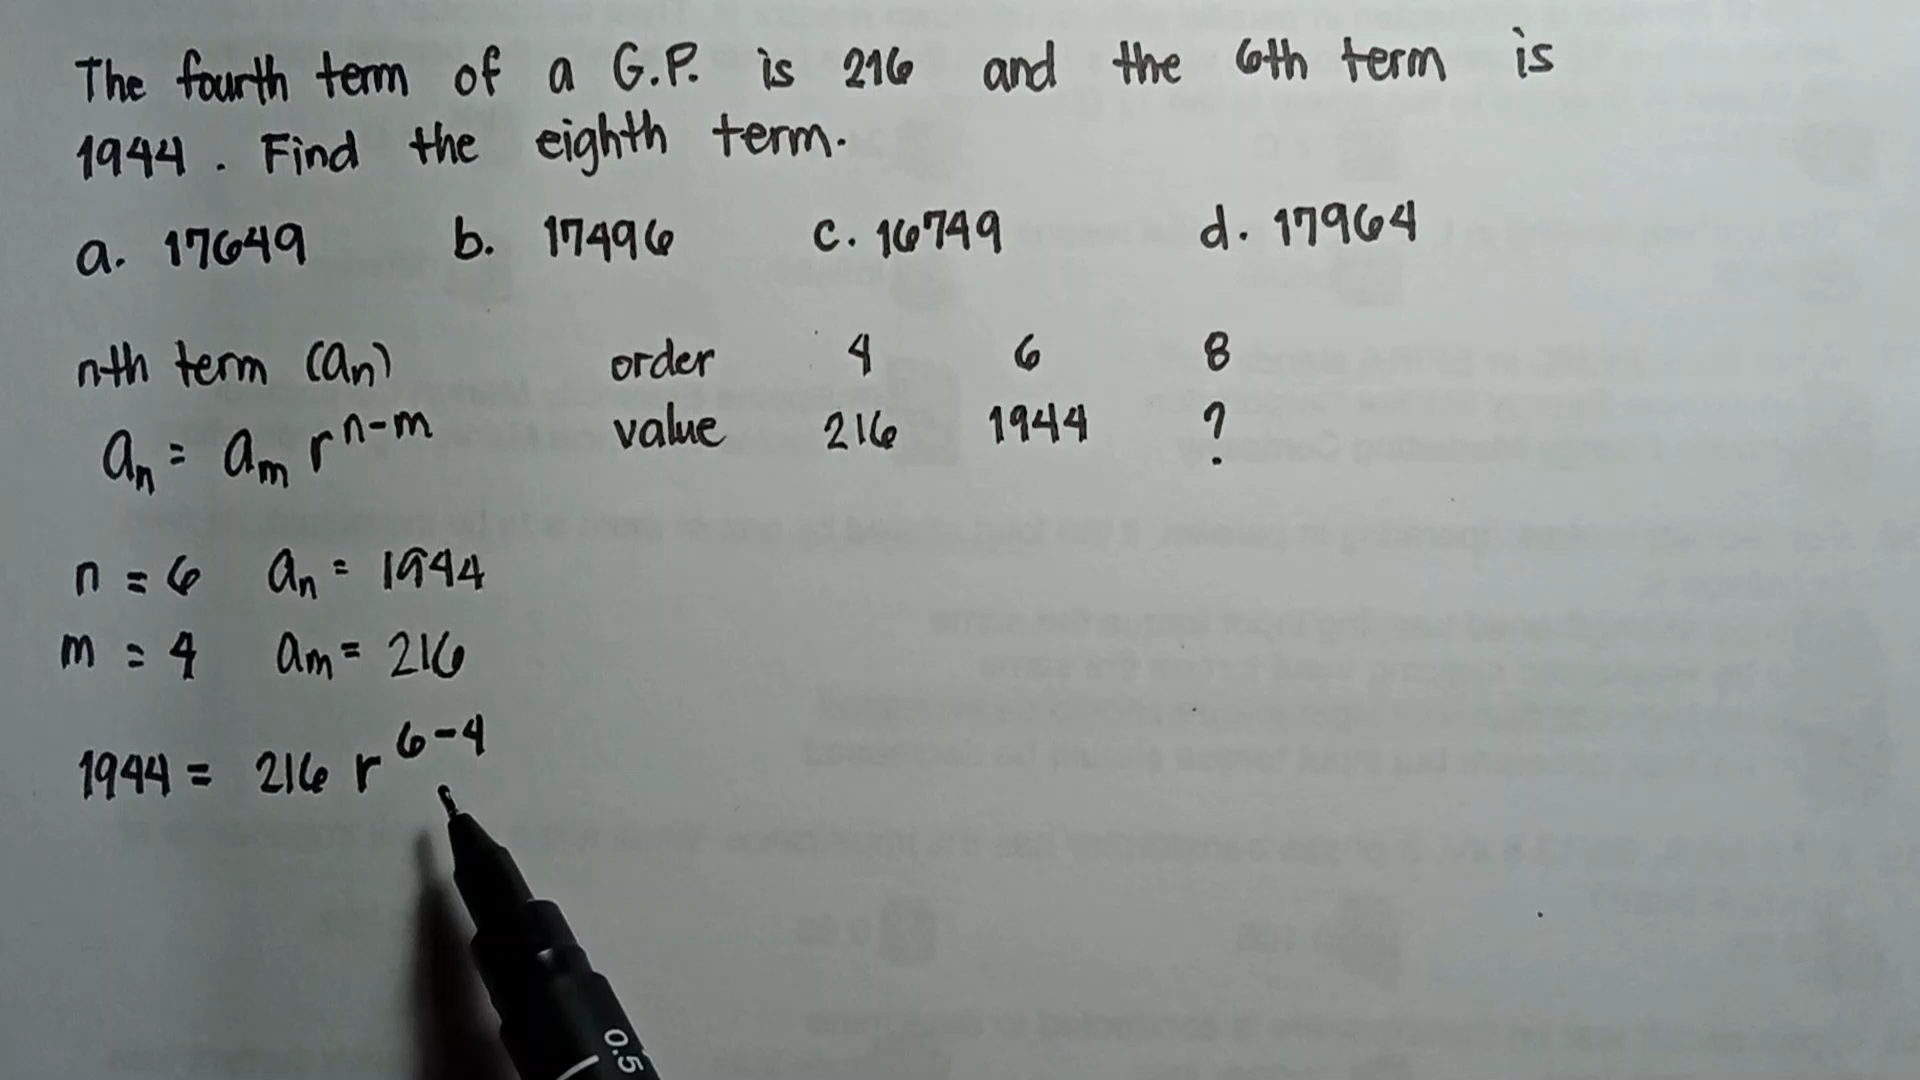 The fourth term of a G.P. is 216 and the 6th term is
1944. Find the eighth term.
a. 17649 b. 17496 c. 16749 d. 17964
nth term (an) order 4 6 8
an = am r^n-m value 216 1944 ?
n = 6 an = 1944
m = 4 am = 216
1944 = 216 r^6-4
0.5